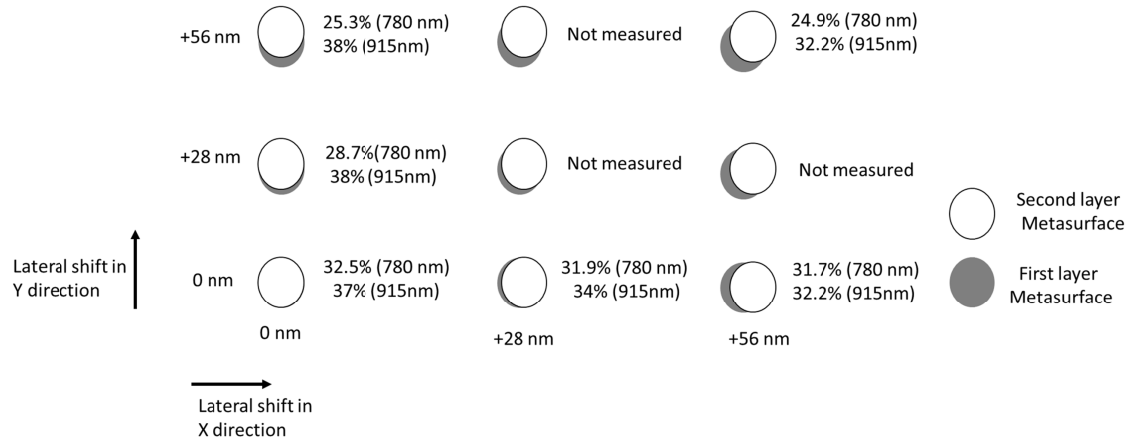 +56 nm
25.3% (780 nm)
38% (915nm)
Not measured
24.9% (780 nm)
32.2% (915nm)
+28 nm
28.7%(780 nm)
38% (915nm)
Not measured
Not measured
Second layer
Metasurface
Lateral shift in
Y direction
0 nm
32.5% (780 nm)
37% (915nm)
31.9% (780 nm)
34% (915nm)
31.7% (780 nm)
32.2% (915nm)
First layer
Metasurface
0 nm
+28 nm
+56 nm
Lateral shift in
X direction